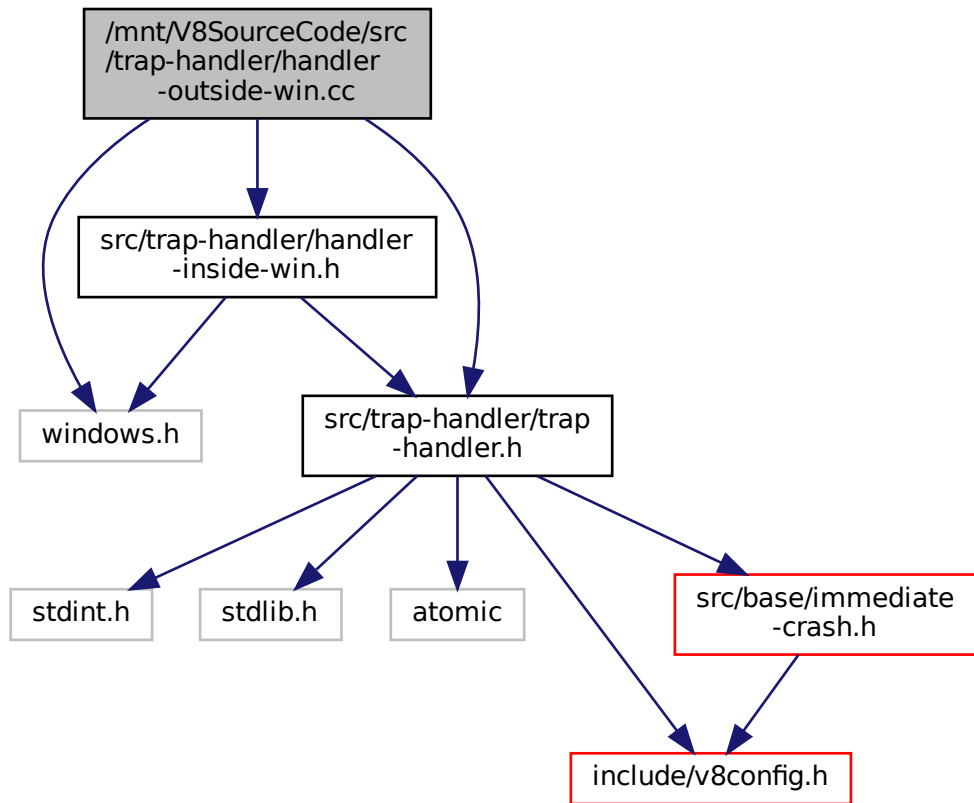 /mnt/V8SourceCode/src
/trap-handler/handler
-outside-win.cc
src/trap-handler/handler
-inside-win.h
windows.h
src/trap-handler/trap
-handler.h
stdint.h
stdlib.h
atomic
src/base/immediate
-crash.h
include/v8config.h